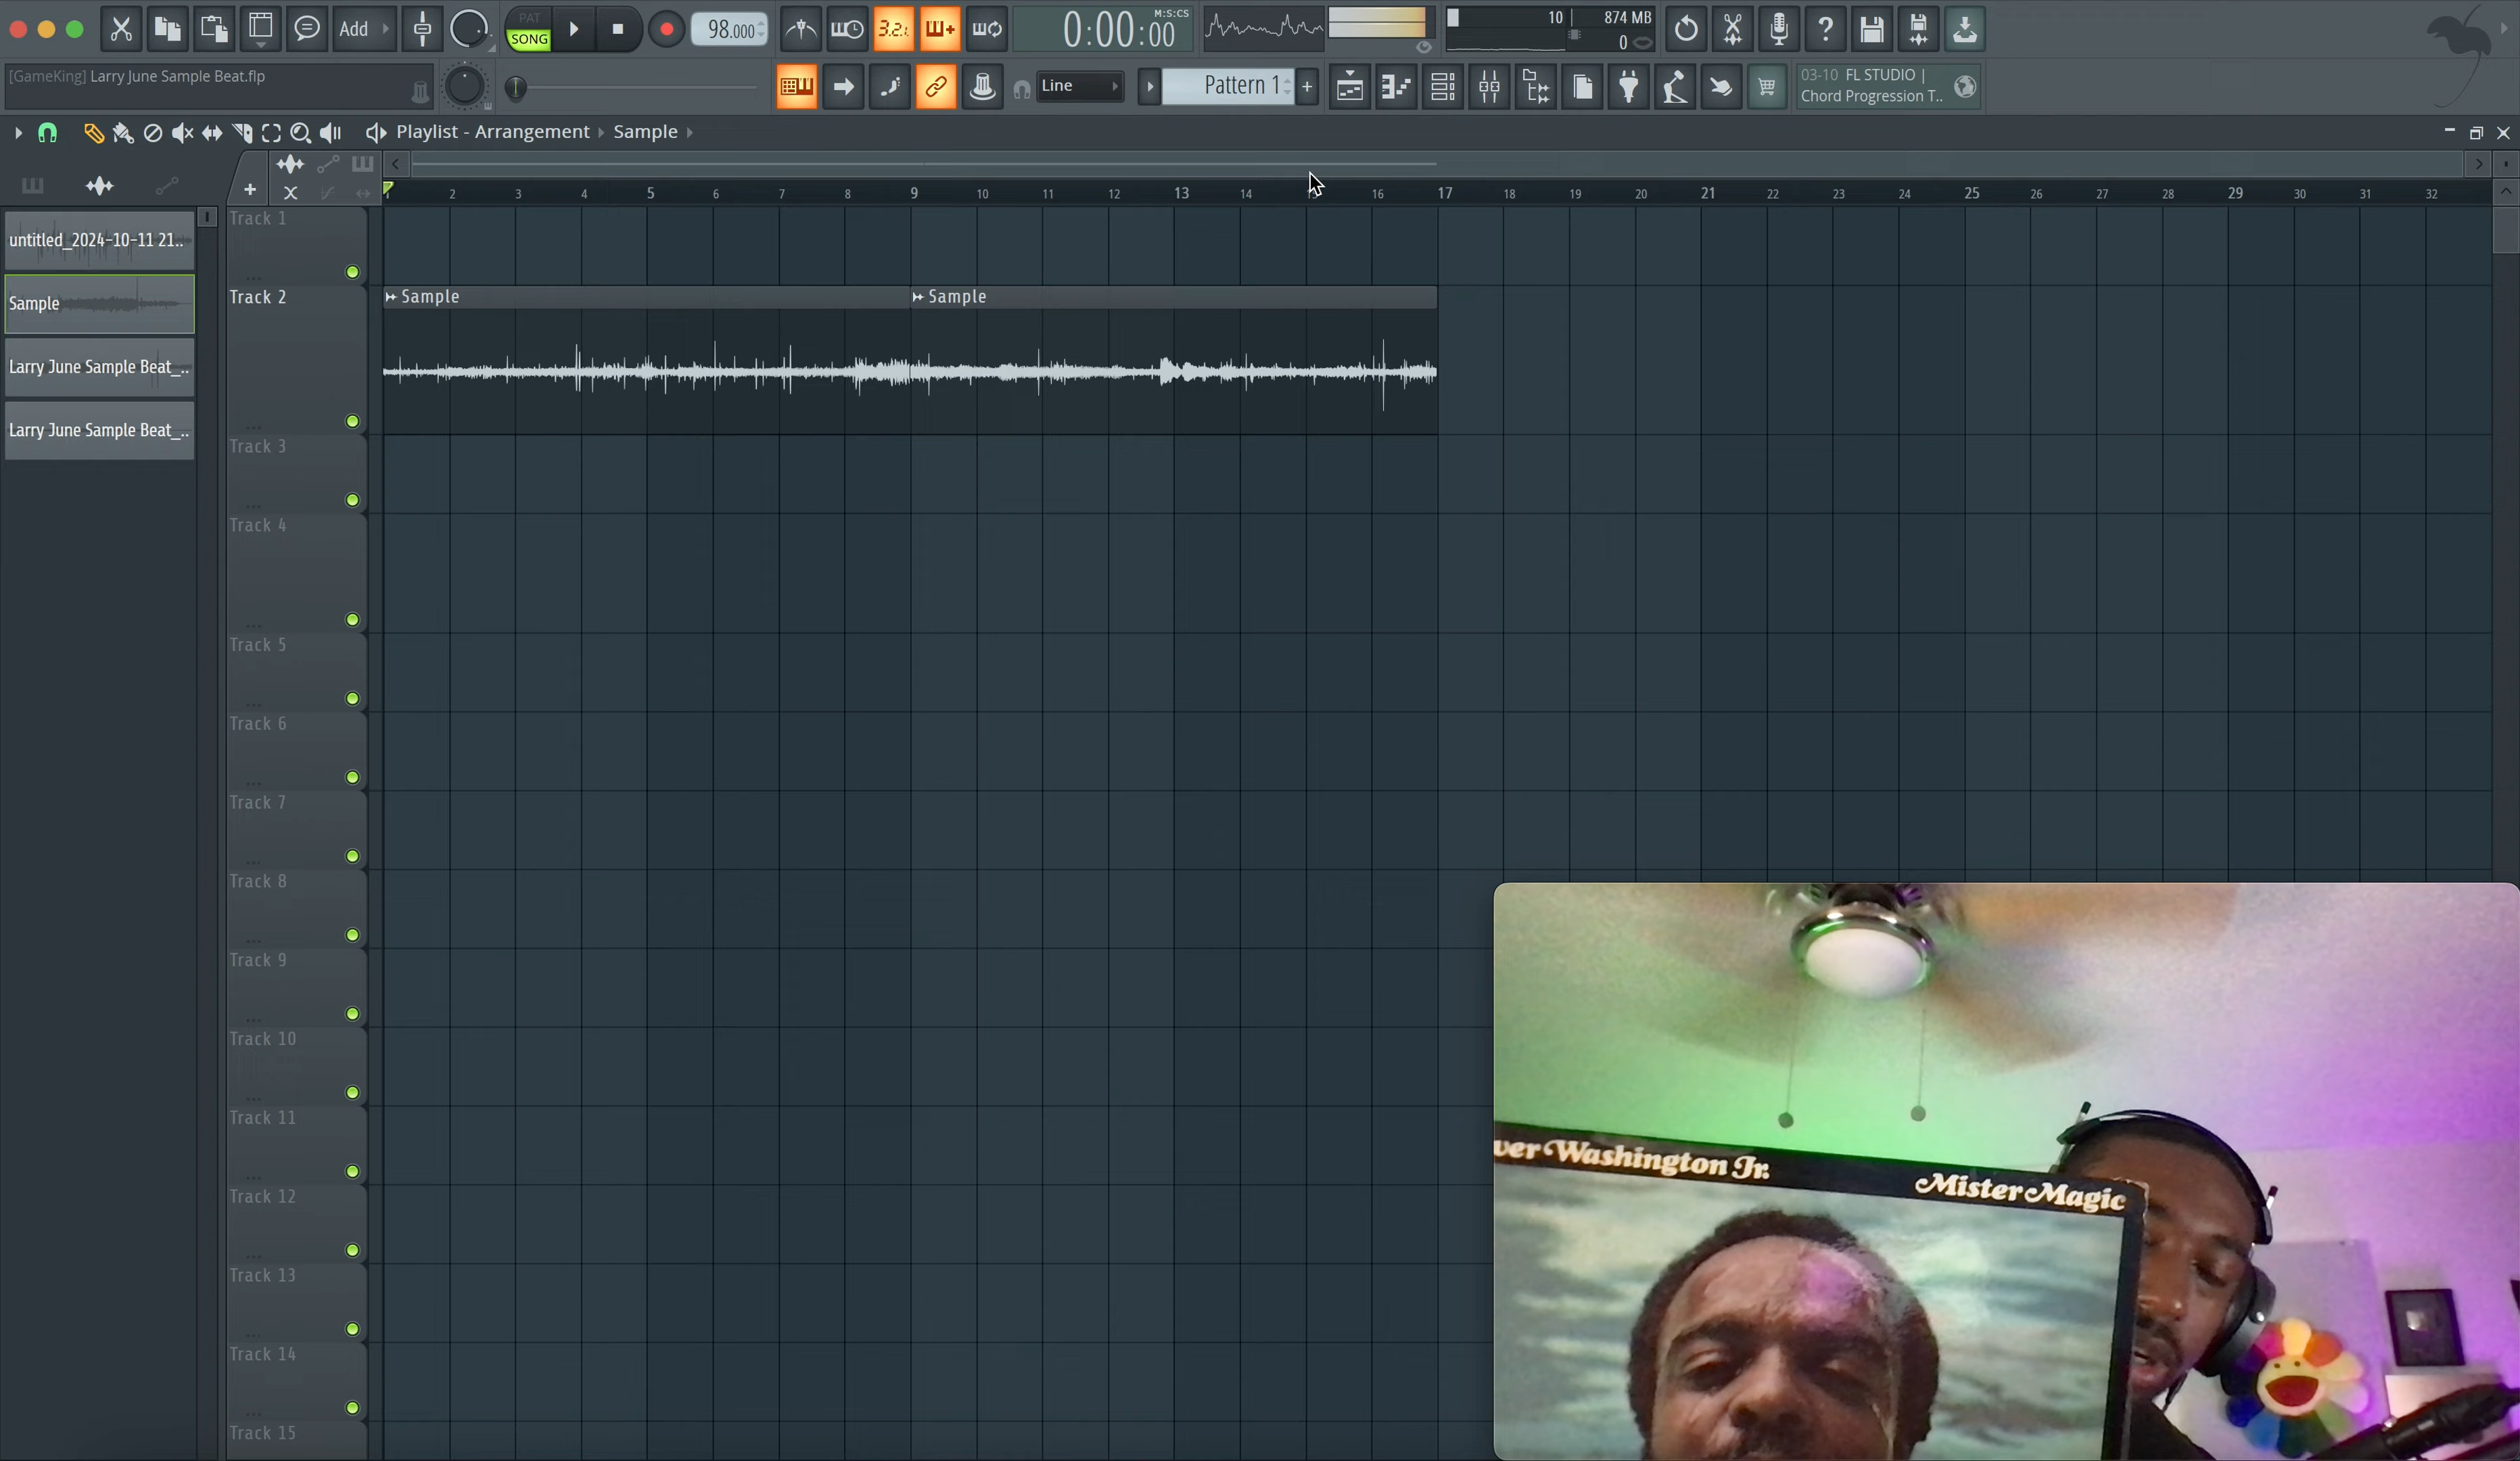 PAT
SONG
Add
98.000
3.2.
0:00:00
M:S:CS
10
874 MB
0
[GameKing] Larry June Sample Beat.flp
Line
Pattern 1
+
03-10 FL STUDIO |
Chord Progression T..
Playlist - Arrangement
Sample
1 2 3 4 5 6 7 8 9 10 11 12 13 14 15 16 17 18 19 20 21 22 23 24 25 26 27 28 29 30 31 32
untitled_2024-10-11 21..
Sample
Larry June Sample Beat_..
Larry June Sample Beat_..
Track 1
Track 2
Sample
Sample
Track 3
Track 4
Track 5
Track 6
Track 7
Track 8
Track 9
Track 10
Track 11
Track 12
Track 13
Track 14
Track 15
ver Washington Jr.
Mister Magic